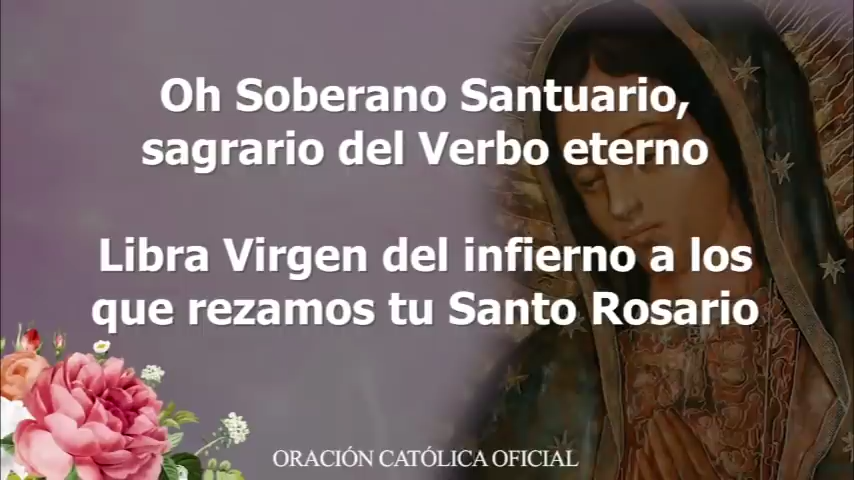 Oh Soberano Santuario,
sagrario del Verbo eterno
Libra Virgen del infierno a los
que rezamos tu Santo Rosario
ORACIÓN CATÓLICA OFICIAL